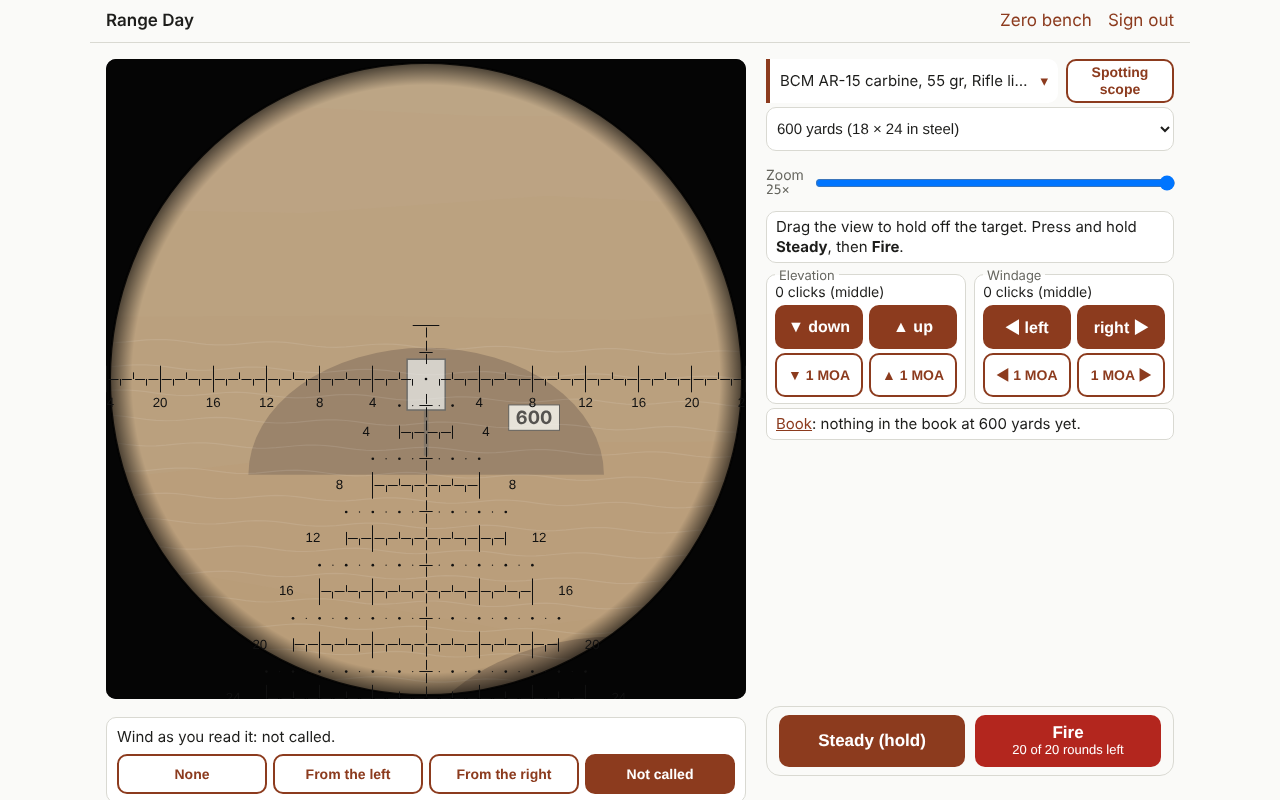 Range Day
Zero bench Sign out
BCM AR-15 carbine, 55 gr, Rifle li... ▼
Spotting
scope
600 yards (18 × 24 in steel)
Zoom
25×
Drag the view to hold off the target. Press and hold
Steady, then Fire.
Elevation
0 clicks (middle)
▼ down ▲ up
▼ 1 MOA ▲ 1 MOA
Windage
0 clicks (middle)
◀ left right ▶
◀ 1 MOA 1 MOA ▶
Book: nothing in the book at 600 yards yet.
20 16 12 8 4 4 8 12 16 20
600
4 4
8 8
12 12
16 16
20 20
Wind as you read it: not called.
None From the left From the right Not called
Steady (hold)
Fire
20 of 20 rounds left